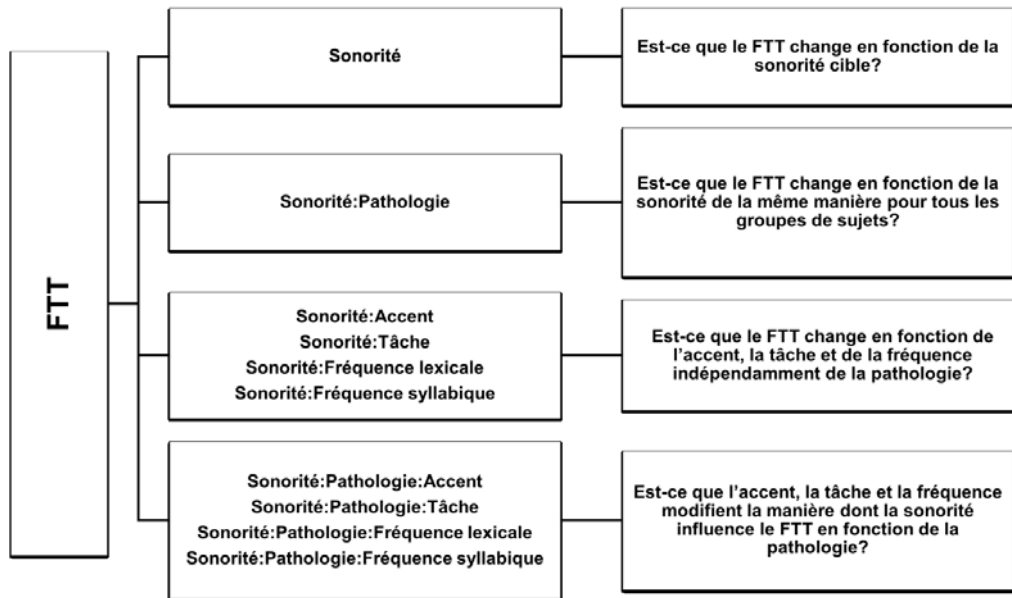 FTT
Sonorité
Est-ce que le FTT change en fonction de la
sonorité cible?
Sonorité:Pathologie
Est-ce que le FTT change en fonction de la
sonorité de la même manière pour tous les
groupes de sujets?
Sonorité:Accent
Sonorité:Tâche
Sonorité:Fréquence lexicale
Sonorité:Fréquence syllabique
Est-ce que le FTT change en fonction de
l'accent, la tâche et de la fréquence
indépendamment de la pathologie?
Sonorité:Pathologie:Accent
Sonorité:Pathologie:Tâche
Sonorité:Pathologie:Fréquence lexicale
Sonorité:Pathologie:Fréquence syllabique
Est-ce que l'accent, la tâche et la fréquence
modifient la manière dont la sonorité
influence le FTT en fonction de la
pathologie?